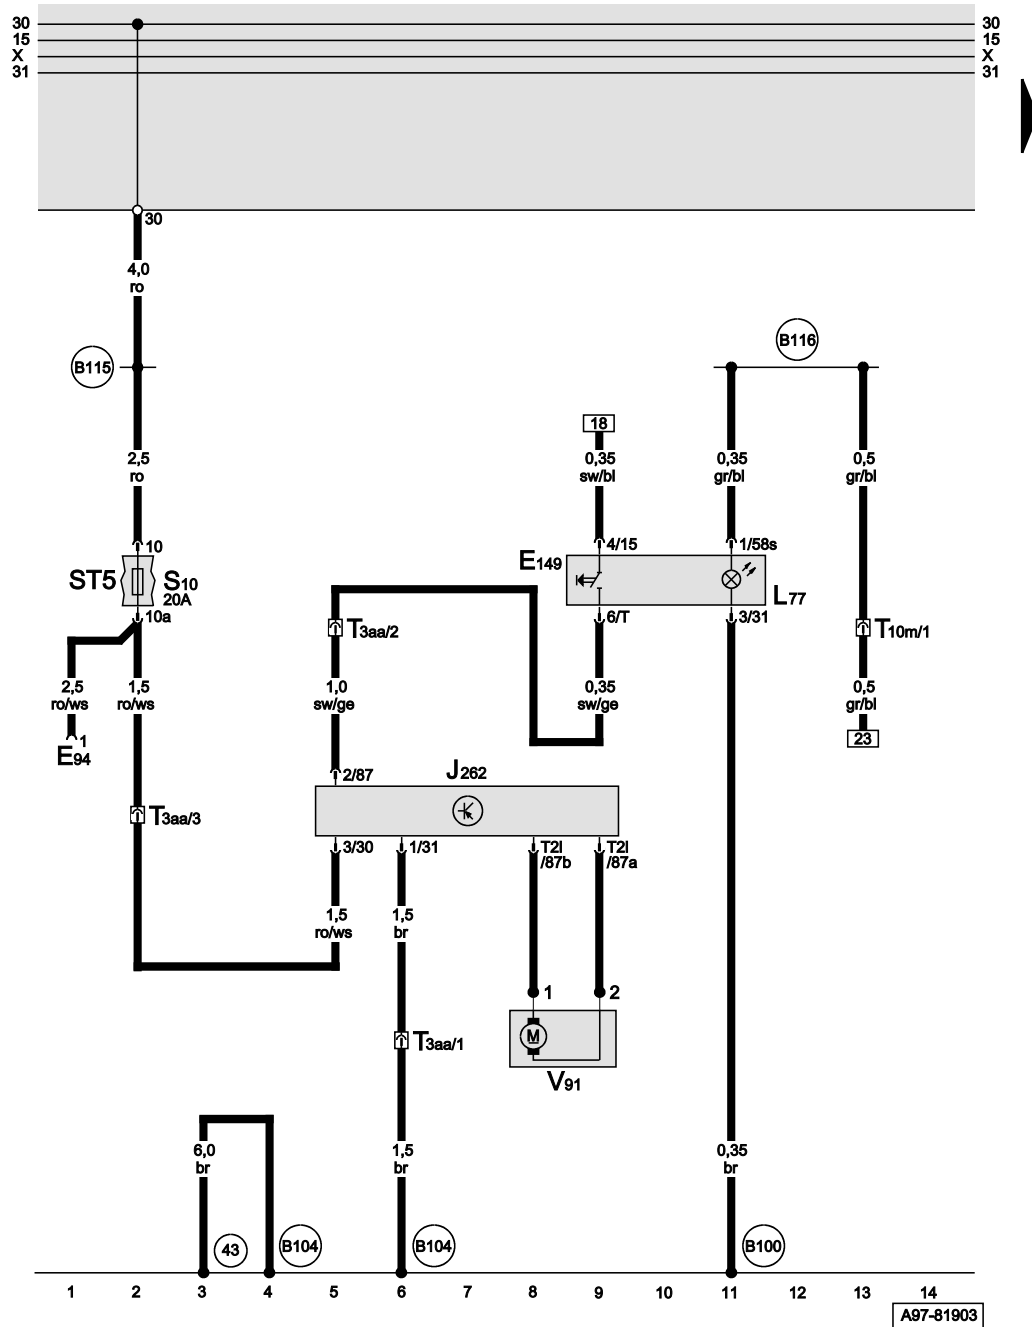 30 30
15 15
X X
31 31
30
4,0
ro
B116
B115
18
2,5
ro
0,35
sw/bl
0,35
gr/bl
0,5
gr/bl
10
4/15
1/58s
E149
ST5
S10
20A
L77
10a
6/T
3/31
T3aa/2
T10m/1
2,5
ro/ws
1,5
ro/ws
1,0
sw/ge
0,35
sw/ge
0,5
gr/bl
1
E94
23
J262
2/87
T3aa/3
3/30
1/31
T2l
/87b
T2l
/87a
1,5
ro/ws
1,5
br
1
2
M
T3aa/1
V91
6,0
br
1,5
br
0,35
br
43
B104
B104
B100
1 2 3 4 5 6 7 8 9 10 11 12 13 14
A97-81903